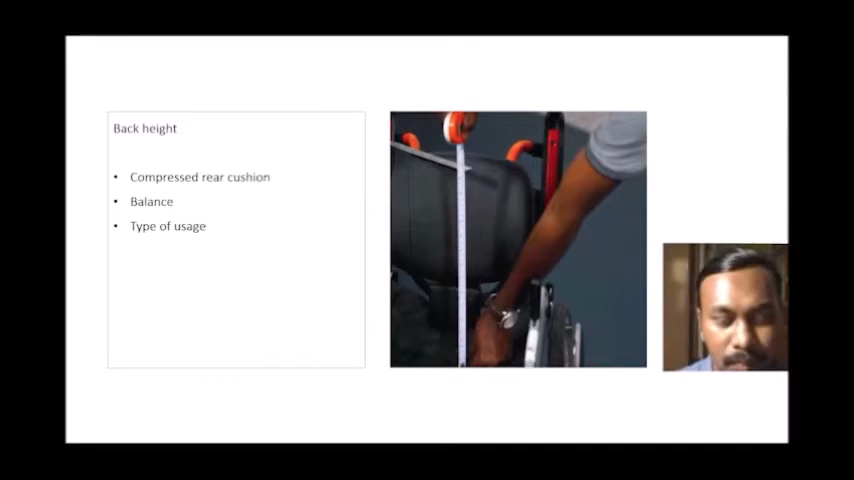 Back height
• Compressed rear cushion
• Balance
• Type of usage